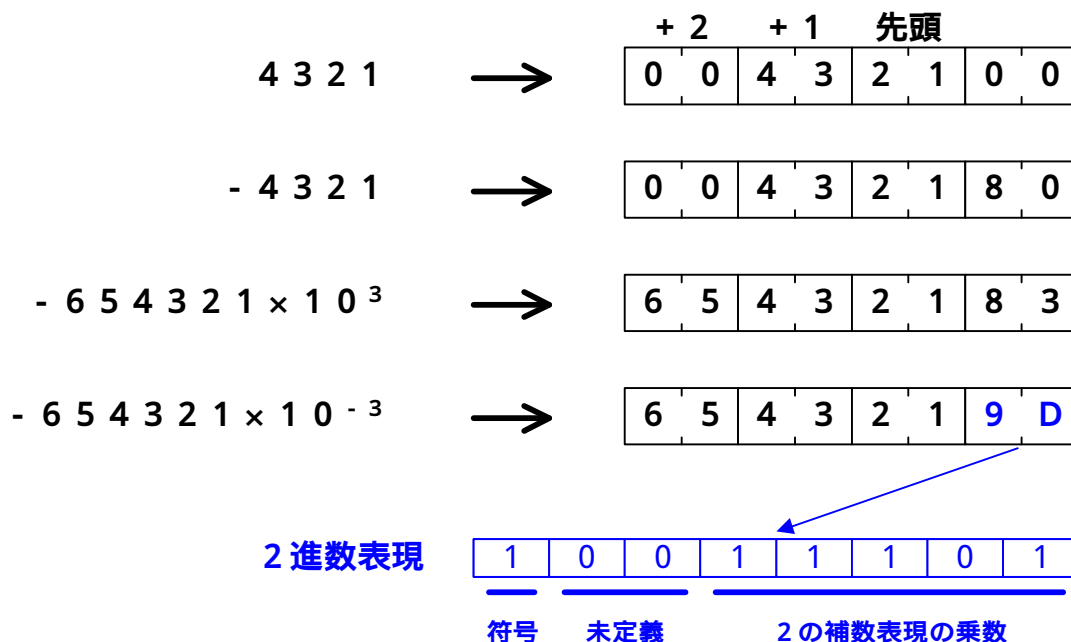 + 2 + 1 先頭
4 3 2 1 0 0 4 3 2 1 0 0
- 4 3 2 1 0 0 4 3 2 1 8 0
- 6 5 4 3 2 1 × 1 0 ³ 6 5 4 3 2 1 8 3
- 6 5 4 3 2 1 × 1 0 ⁻ ³ 6 5 4 3 2 1 9 D
2 進数表現 1 0 0 1 1 1 0 1
符号 未定義 2 の補数表現の乗数